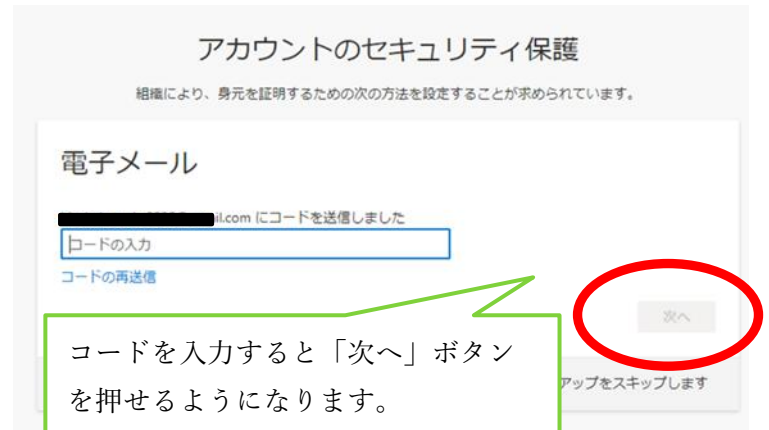 アカウントのセキュリティ保護
組織により、身元を証明するための次の方法を設定することが求められています。
電子メール
il.com にコードを送信しました
コードの入力
コードの再送信
次へ
コードを入力すると「次へ」ボタン
を押せるようになります。
アップをスキップします